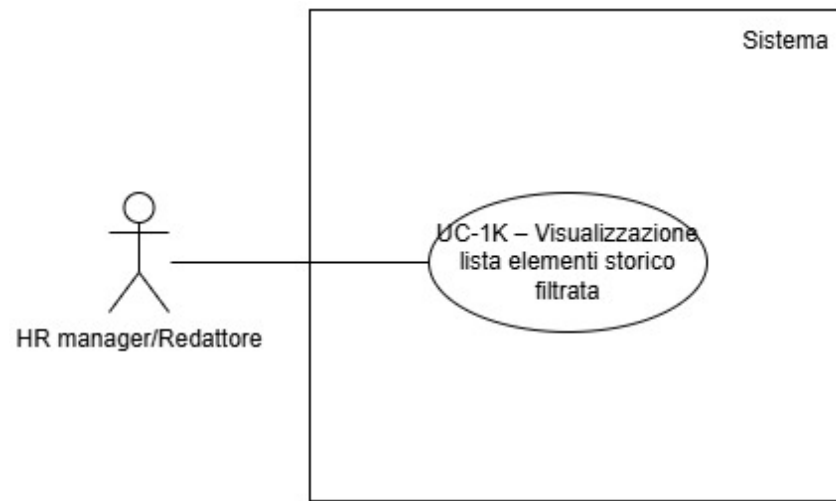 Sistema
UC-1K – Visualizzazione
lista elementi storico
filtrata
HR manager/Redattore